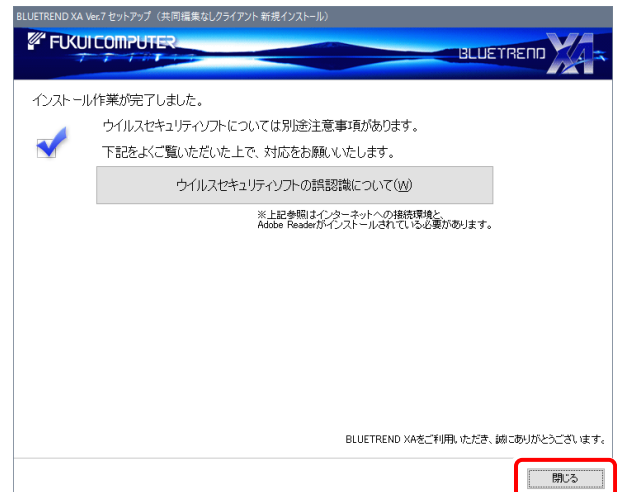 BLUETREND XA Ver.7 セットアップ（共同編集なしクライアント 新規インストール）
FUKUI COMPUTER
BLUETREND XA
インストール作業が完了しました。
ウイルスセキュリティソフトについては別途注意事項があります。
下記をよくご覧いただいた上で、対応をお願いいたします。
ウイルスセキュリティソフトの誤認識について(W)
※上記参照はインターネットへの接続環境と、
Adobe Readerがインストールされている必要があります。
BLUETREND XAをご利用いただき、誠にありがとうございます。
閉じる